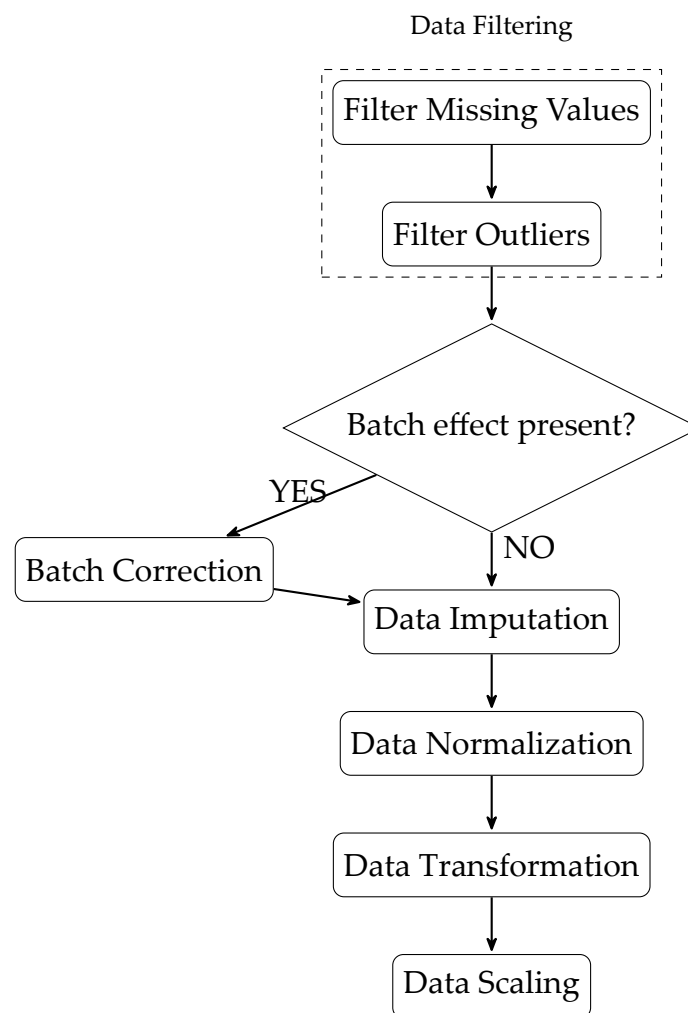 Data Filtering
Filter Missing Values
Filter Outliers
Batch effect present?
YES
NO
Batch Correction
Data Imputation
Data Normalization
Data Transformation
Data Scaling